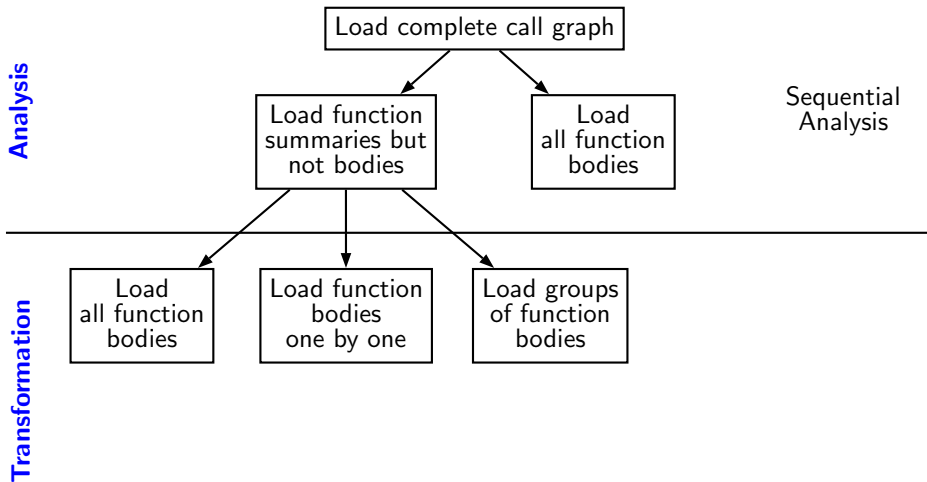 Load complete call graph
Analysis
Load function
summaries but
not bodies
Load
all function
bodies
Sequential
Analysis
Transformation
Load
all function
bodies
Load function
bodies
one by one
Load groups
of function
bodies